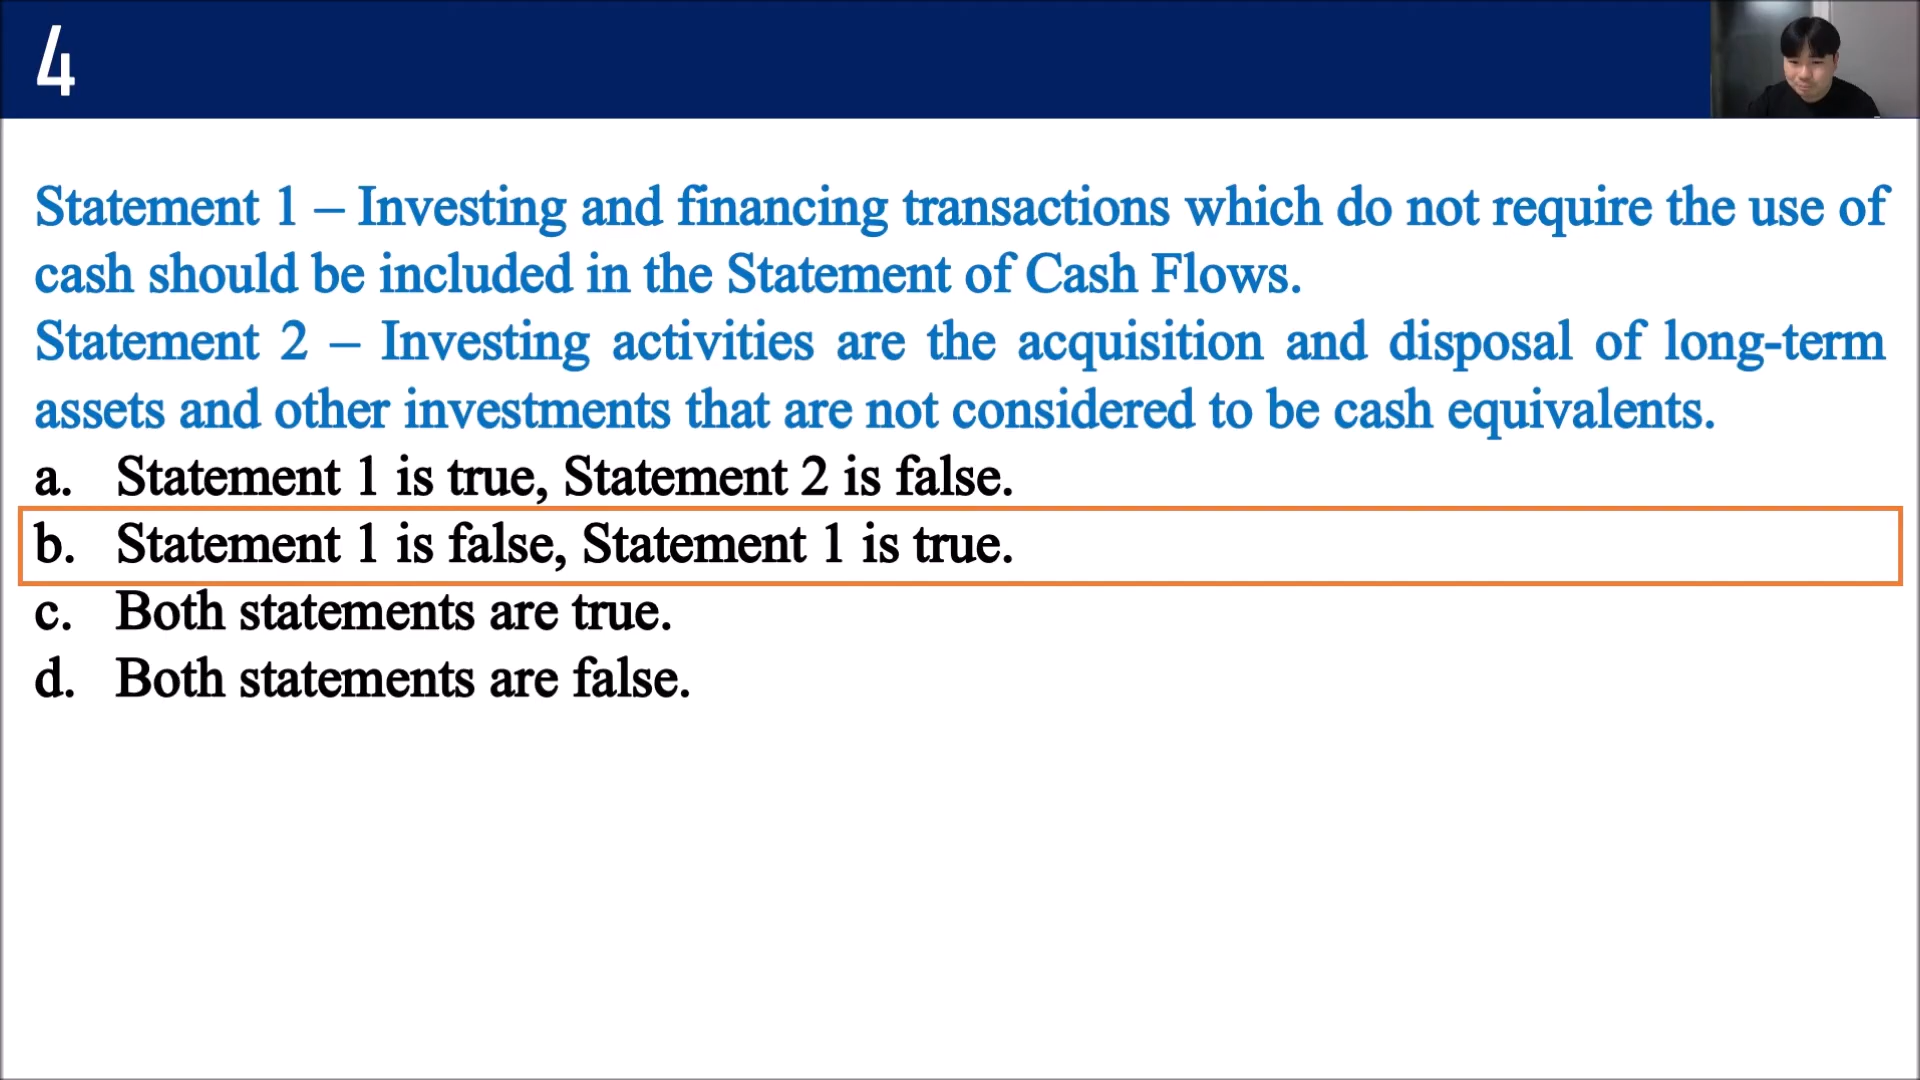 4
Statement 1 – Investing and financing transactions which do not require the use of
cash should be included in the Statement of Cash Flows.
Statement 2 – Investing activities are the acquisition and disposal of long-term
assets and other investments that are not considered to be cash equivalents.
a. Statement 1 is true, Statement 2 is false.
b. Statement 1 is false, Statement 1 is true.
c. Both statements are true.
d. Both statements are false.